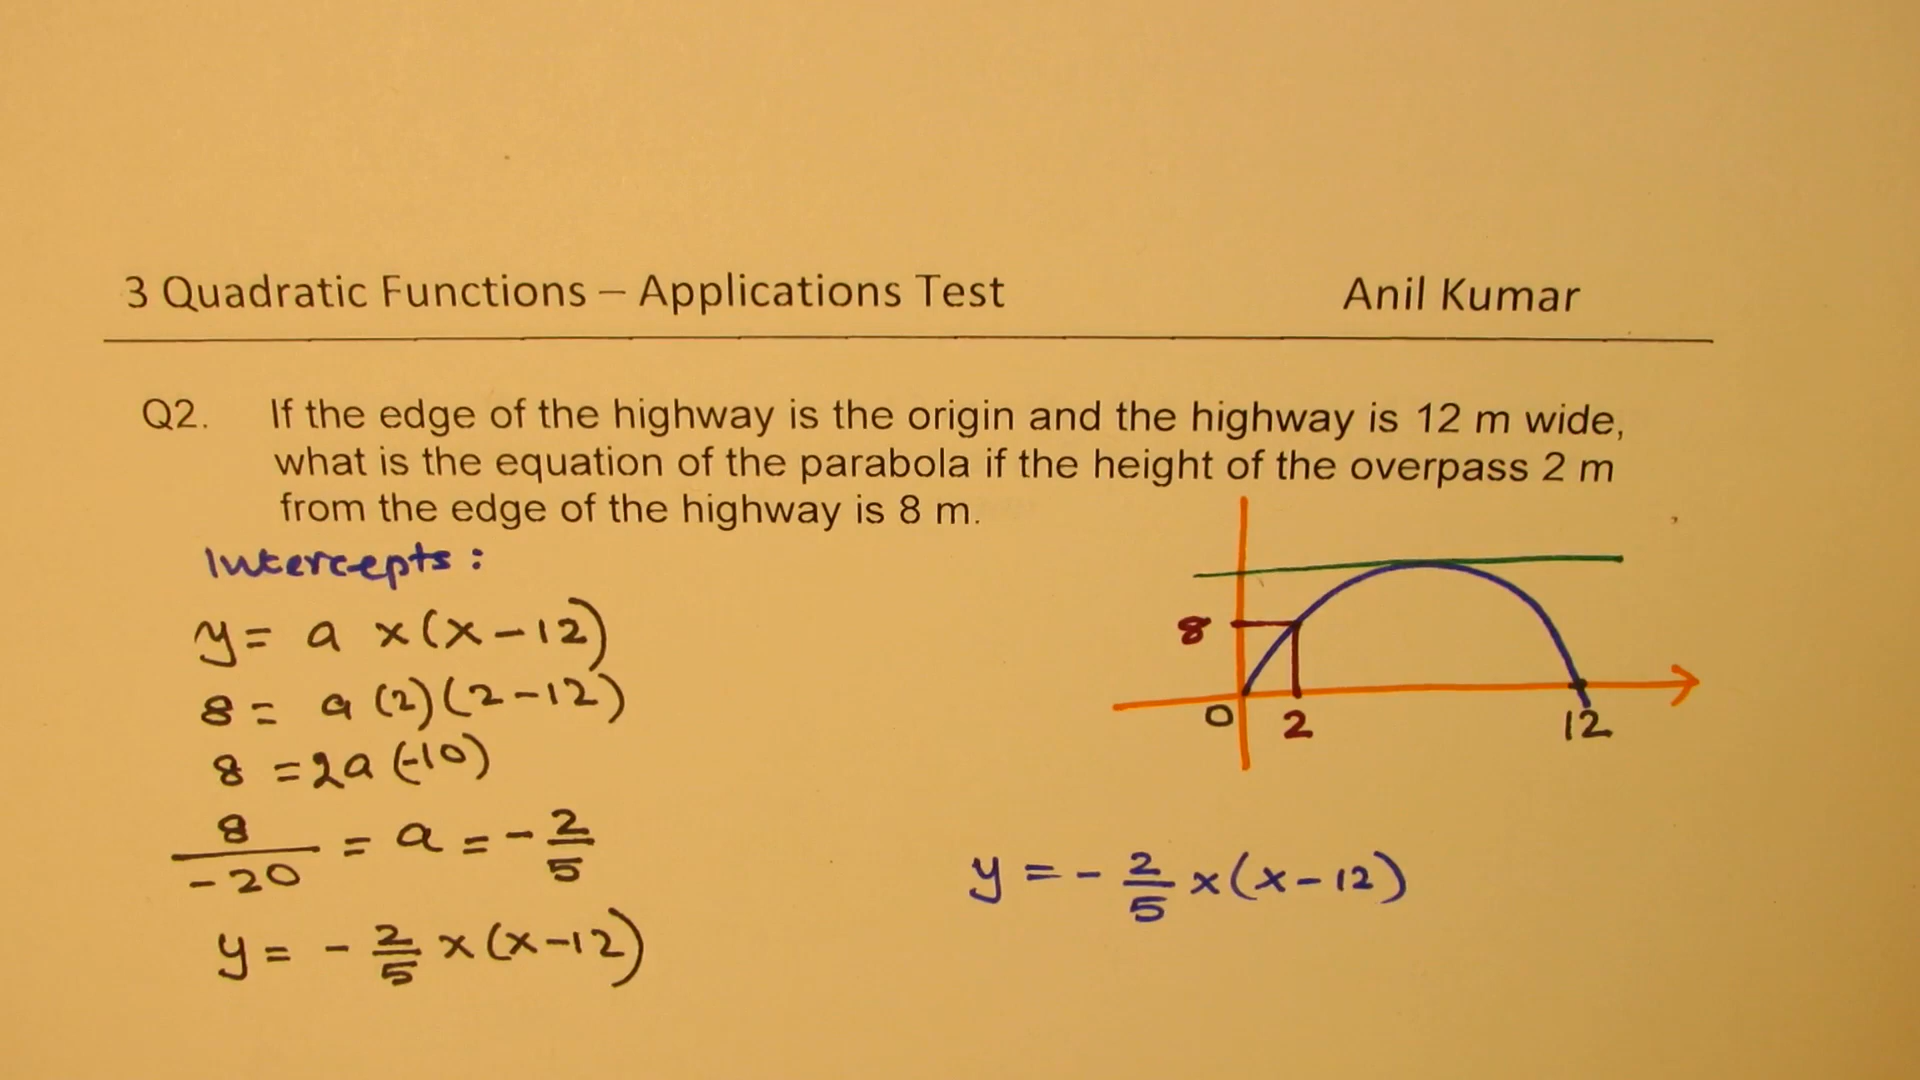 3 Quadratic Functions – Applications Test Anil Kumar
Q2. If the edge of the highway is the origin and the highway is 12 m wide,
what is the equation of the parabola if the height of the overpass 2 m
from the edge of the highway is 8 m.
Intercepts:
y = a x(x-12)
8 = a (2)(2-12)
8 = 2a (-10)
8/-20 = a = -2/5
y = -2/5 x(x-12)
8
0 2 12
y = -2/5 x(x-12)